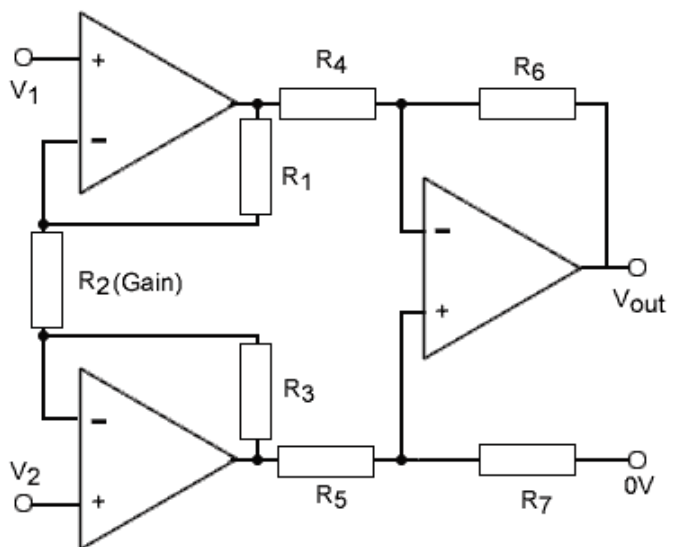 V1
+
−
R1
R4
R6
R2(Gain)
−
+
Vout
R3
−
+
V2
R5
R7
0V